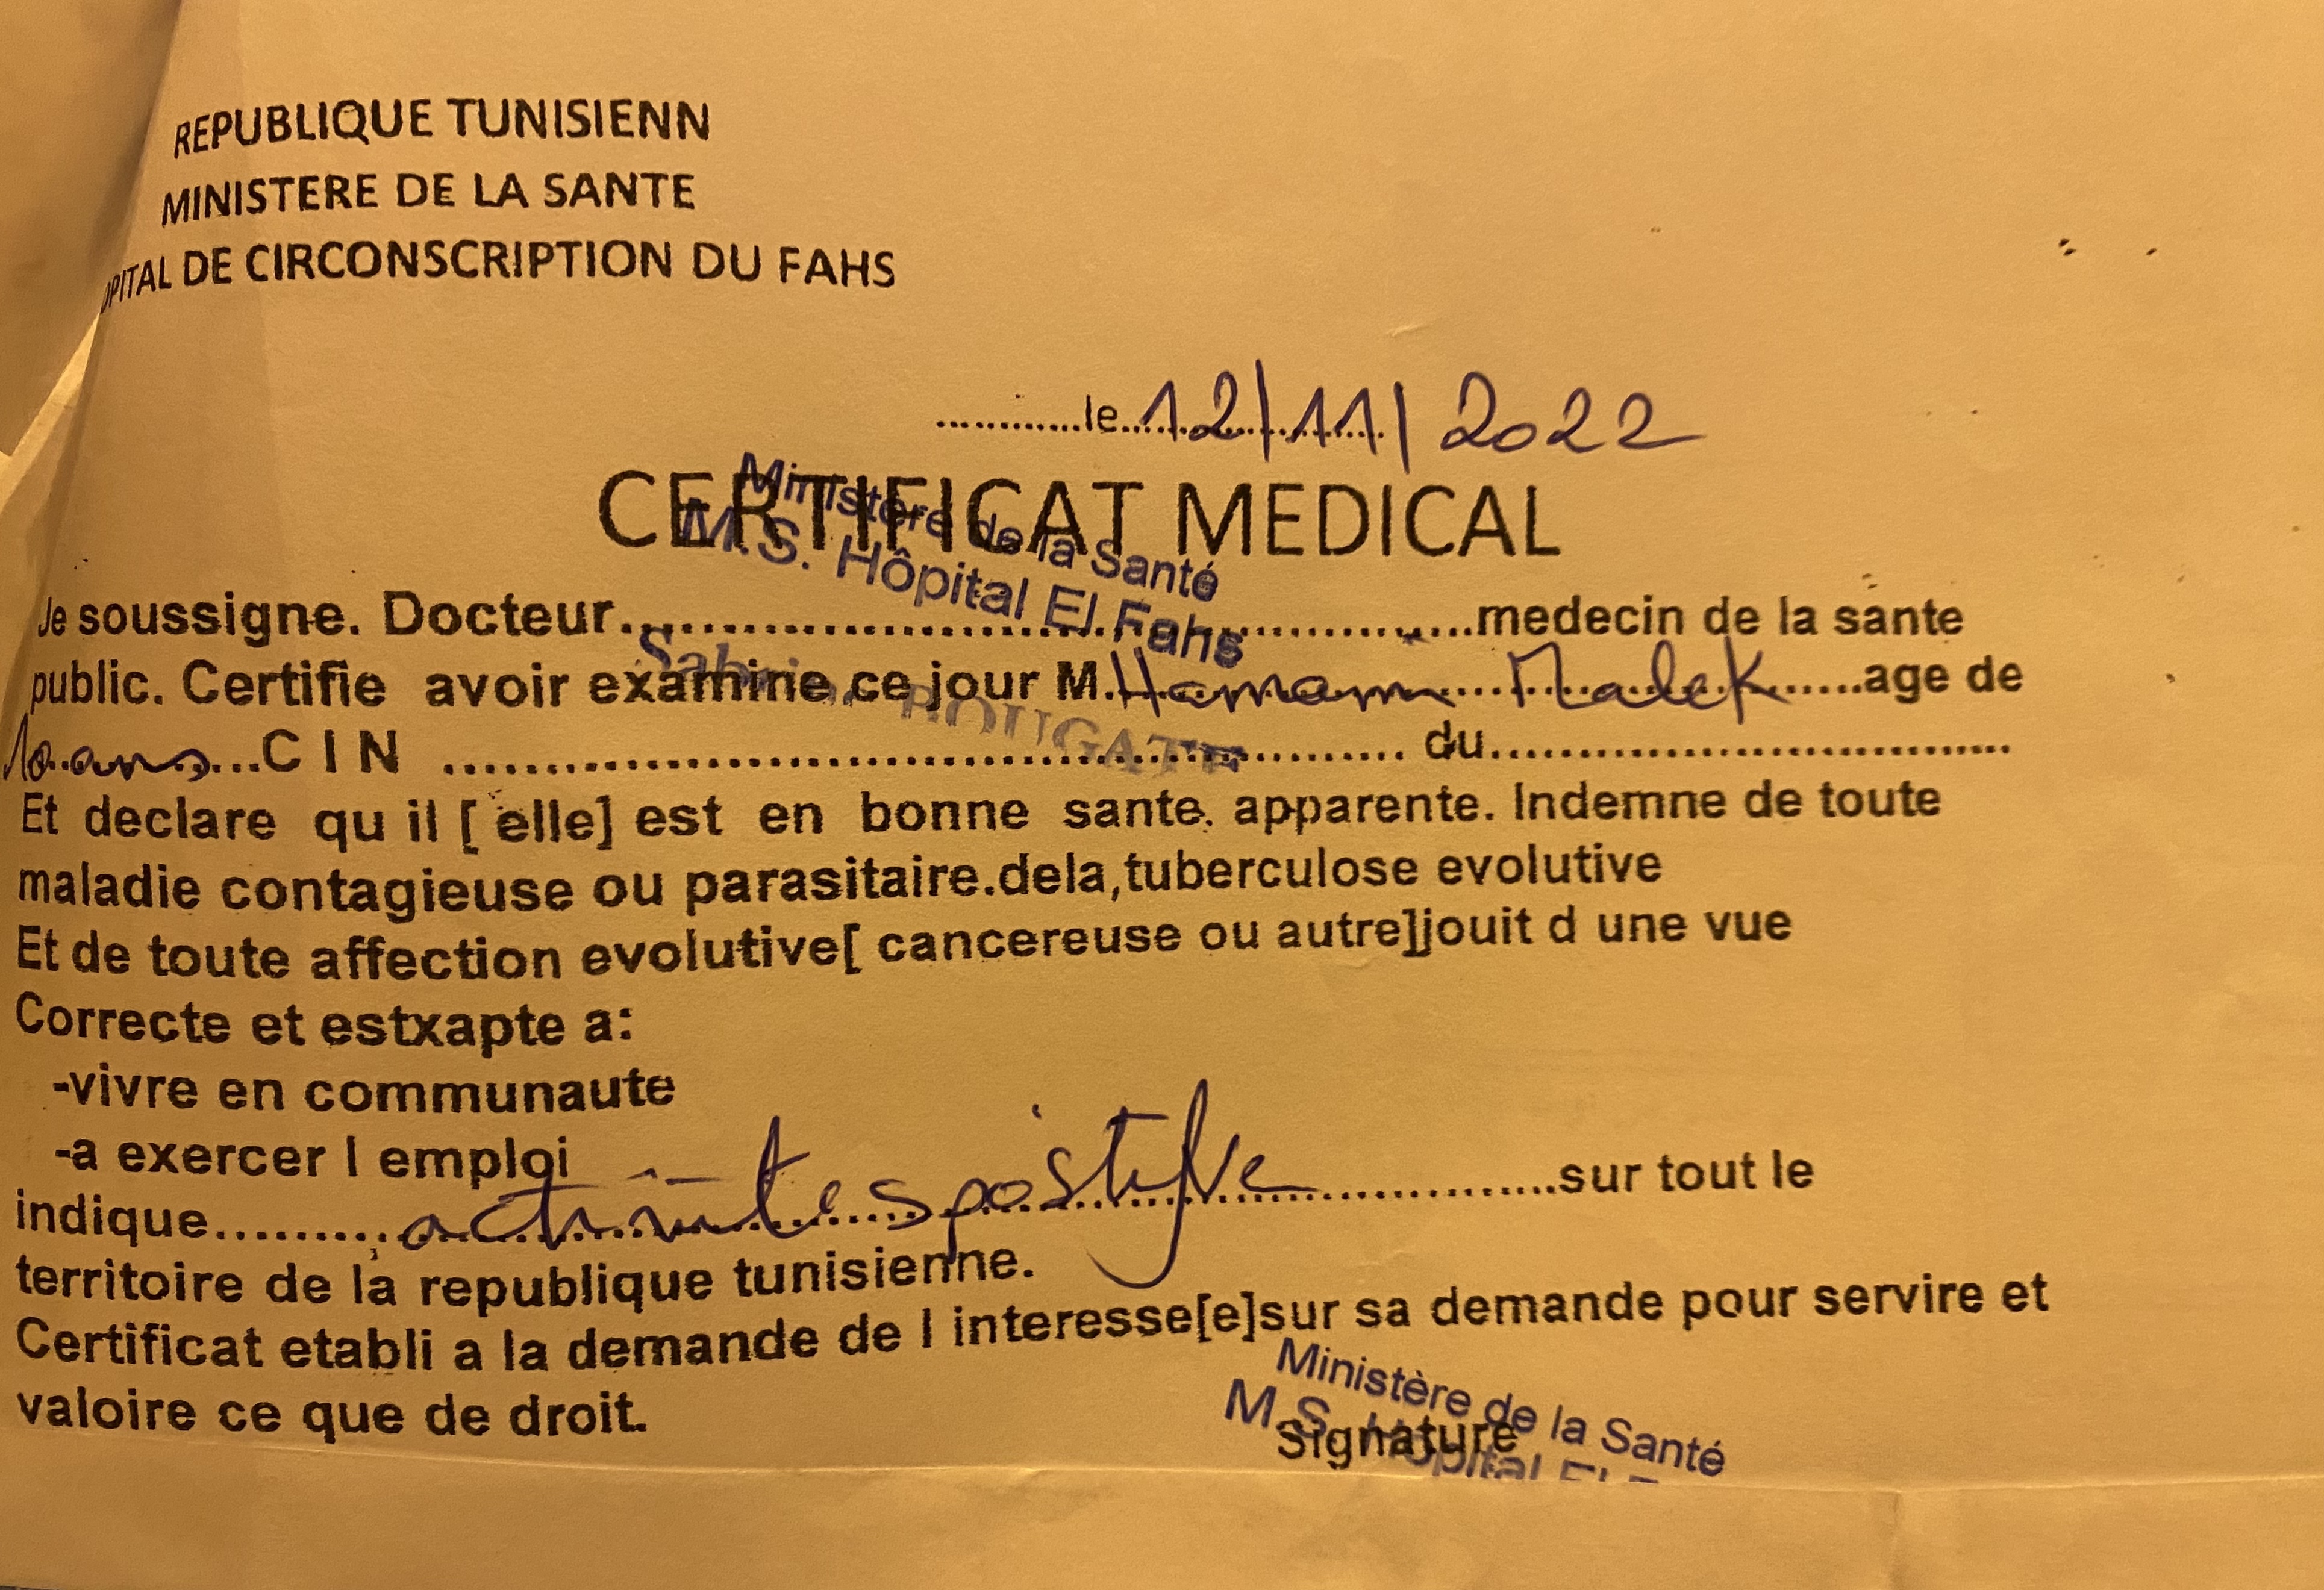 REPUBLIQUE TUNISIENN
MINISTERE DE LA SANTE
PITAL DE CIRCONSCRIPTION DU FAHS
............le 12/11/2022
CERTIFICAT MEDICAL
Ministère de la Santé
M.S. Hôpital El Fahs
Je soussigne. Docteur..........medecin de la sante
public. Certifie avoir examine ce jour M. Hamami Malek age de
10 ans...C I N .......... du..........
Et declare qu il [ elle] est en bonne sante. apparente. Indemne de toute
maladie contagieuse ou parasitaire.dela,tuberculose evolutive
Et de toute affection evolutive[ cancereuse ou autre]jouit d une vue
Correcte et estxapte a:
-vivre en communaute
-a exercer l emploi
indique..........sur tout le
territoire de la republique tunisienne.
Certificat etabli a la demande de l interesse[e]sur sa demande pour servire et
valoire ce que de droit.
Ministère de la Santé
M.S. Hôpital El
Signature